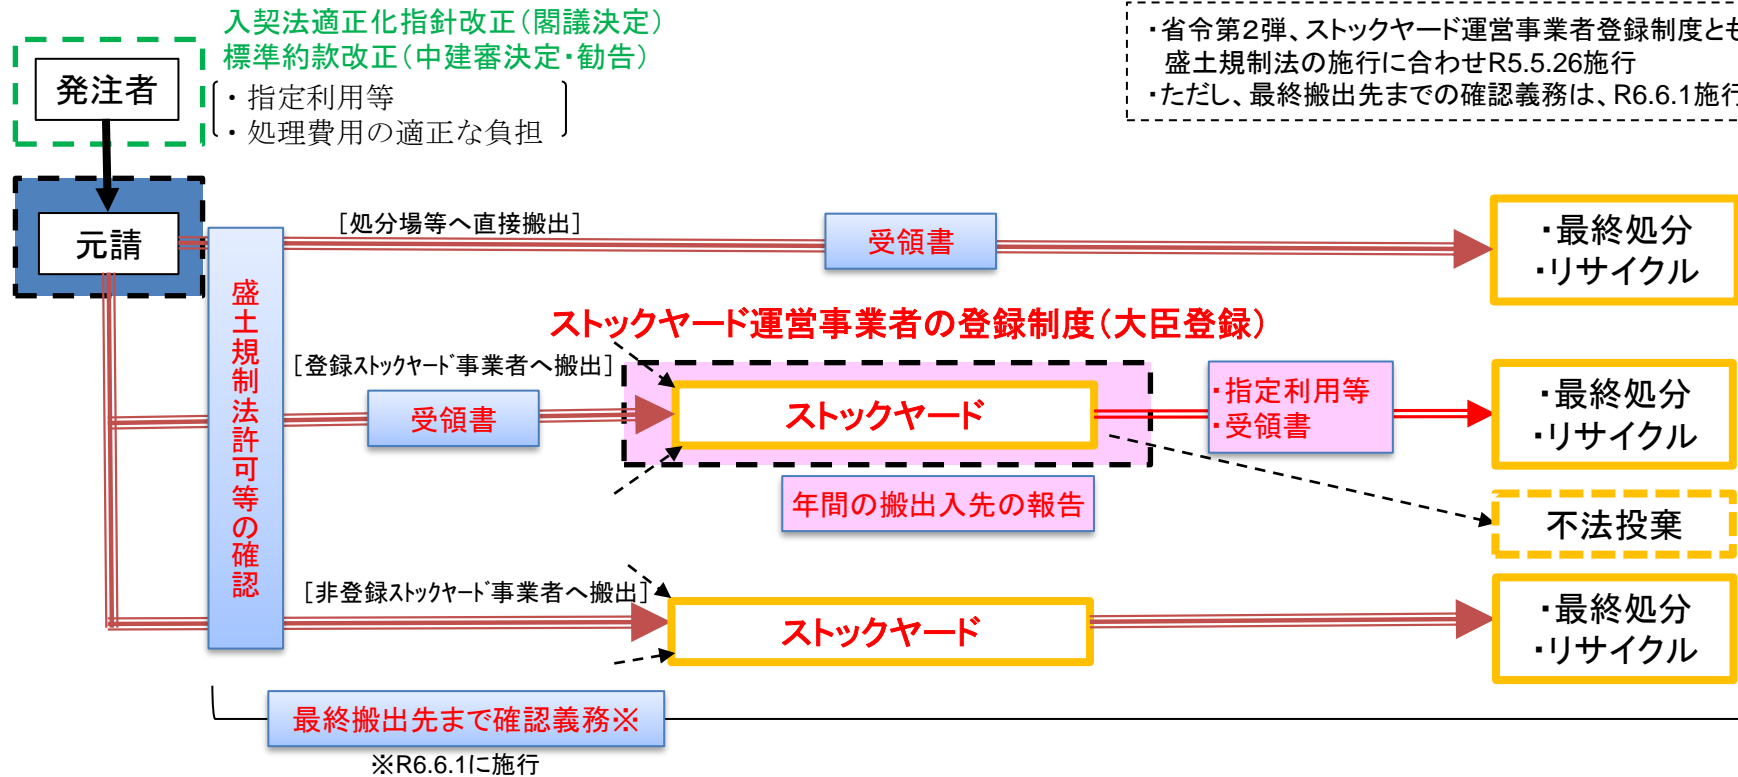 入契法適正化指針改正（閣議決定）
標準約款改正（中建審決定・勧告）
発注者
・指定利用等
・処理費用の適正な負担
・省令第２弾、ストックヤード運営事業者登録制度とも
盛土規制法の施行に合わせR5.5.26施行
・ただし、最終搬出先までの確認義務は、R6.6.1施行
元請
［処分場等へ直接搬出］
受領書
・最終処分
・リサイクル
盛土規制法許可等の確認
ストックヤード運営事業者の登録制度（大臣登録）
［登録ｽﾄｯｸﾔｰﾄﾞ事業者へ搬出］
受領書
ストックヤード
・指定利用等
・受領書
・最終処分
・リサイクル
年間の搬出入先の報告
不法投棄
［非登録ｽﾄｯｸﾔｰﾄﾞ事業者へ搬出］
ストックヤード
・最終処分
・リサイクル
最終搬出先まで確認義務※
※R6.6.1に施行